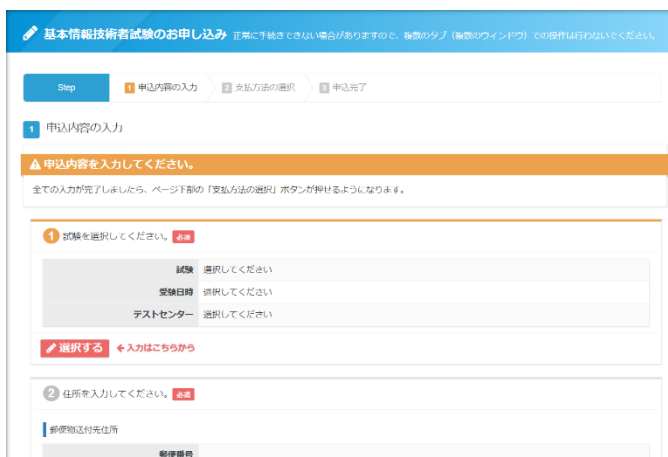 基本情報技術者試験のお申し込み 正常に手続きできない場合がありますので、複数のタブ（複数のウィンドウ）での操作は行わないでください。
Step 1 申込内容の入力 2 支払方法の選択 3 申込完了
1 申込内容の入力
申込内容を入力してください。
全ての入力が完了しましたら、ページ下部の「支払方法の選択」ボタンが押せるようになります。
1 試験を選択してください。 必須
試験 選択してください
受験日時 選択してください
テストセンター 選択してください
選択する ←入力はこちらから
2 住所を入力してください。 必須
郵便物送付先住所
郵便番号